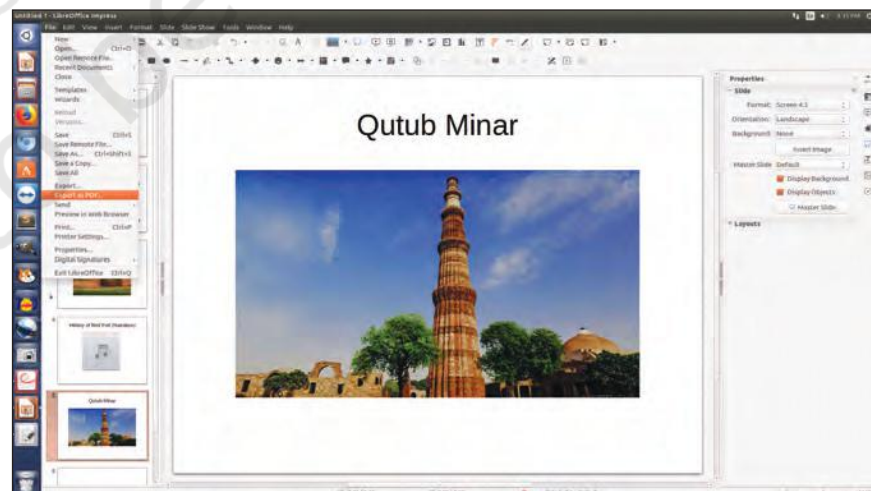 Untitled 1 - LibreOffice Impress
File Edit View Insert Format Slide Slide Show Tools Window Help
New
Open... Ctrl+O
Open Remote File...
Recent Documents
Close
Templates
Wizards
Reload
Versions...
Save Ctrl+S
Save Remote File...
Save As... Ctrl+Shift+S
Save a Copy...
Save All
Export...
Export as PDF...
Send
Preview in Web Browser
Print... Ctrl+P
Printer Settings...
Properties...
Digital Signatures
Exit LibreOffice Ctrl+Q
History of Red Fort (Narration)
5
Qutub Minar
6
Qutub Minar
Properties
Slide
Format: Screen 4:3
Orientation: Landscape
Background: None
Insert Image
Master Slide: Default
Display Background
Display Objects
Master Slide
Layouts